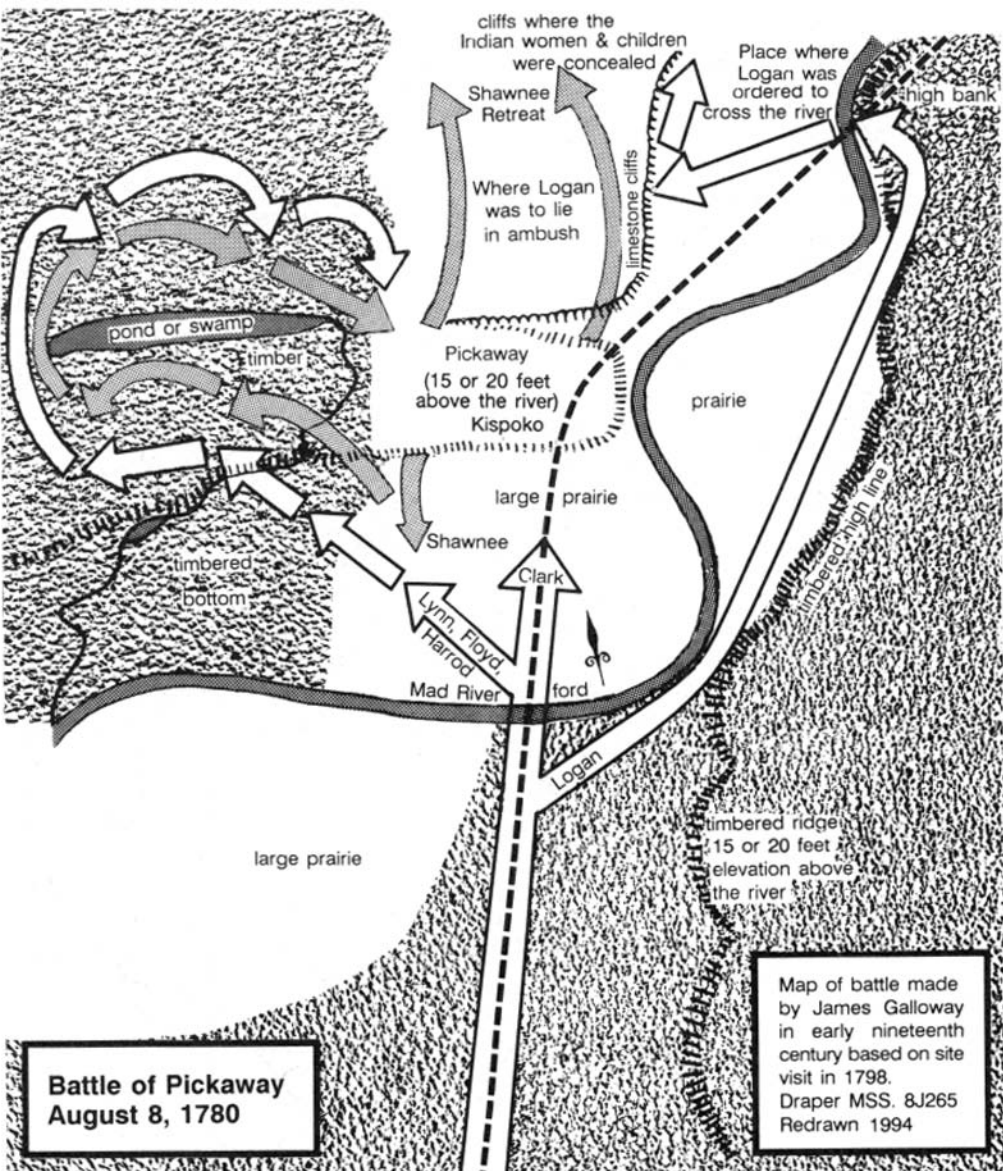 cliffs where the
Indian women & children
were concealed
Place where
Logan was
ordered to
cross the river
high bank
Shawnee
Retreat
Where Logan
was to lie
in ambush
limestone cliffs
pond or swamp
timber
Pickaway
(15 or 20 feet
above the river)
Kispoko
prairie
large prairie
Shawnee
timbered high line
timbered
bottom
Clark
Lynn, Floyd,
Harrod
Mad River
ford
Logan
large prairie
timbered ridge
15 or 20 feet
elevation above
the river
Battle of Pickaway
August 8, 1780
Map of battle made
by James Galloway
in early nineteenth
century based on site
visit in 1798.
Draper MSS. 8J265
Redrawn 1994